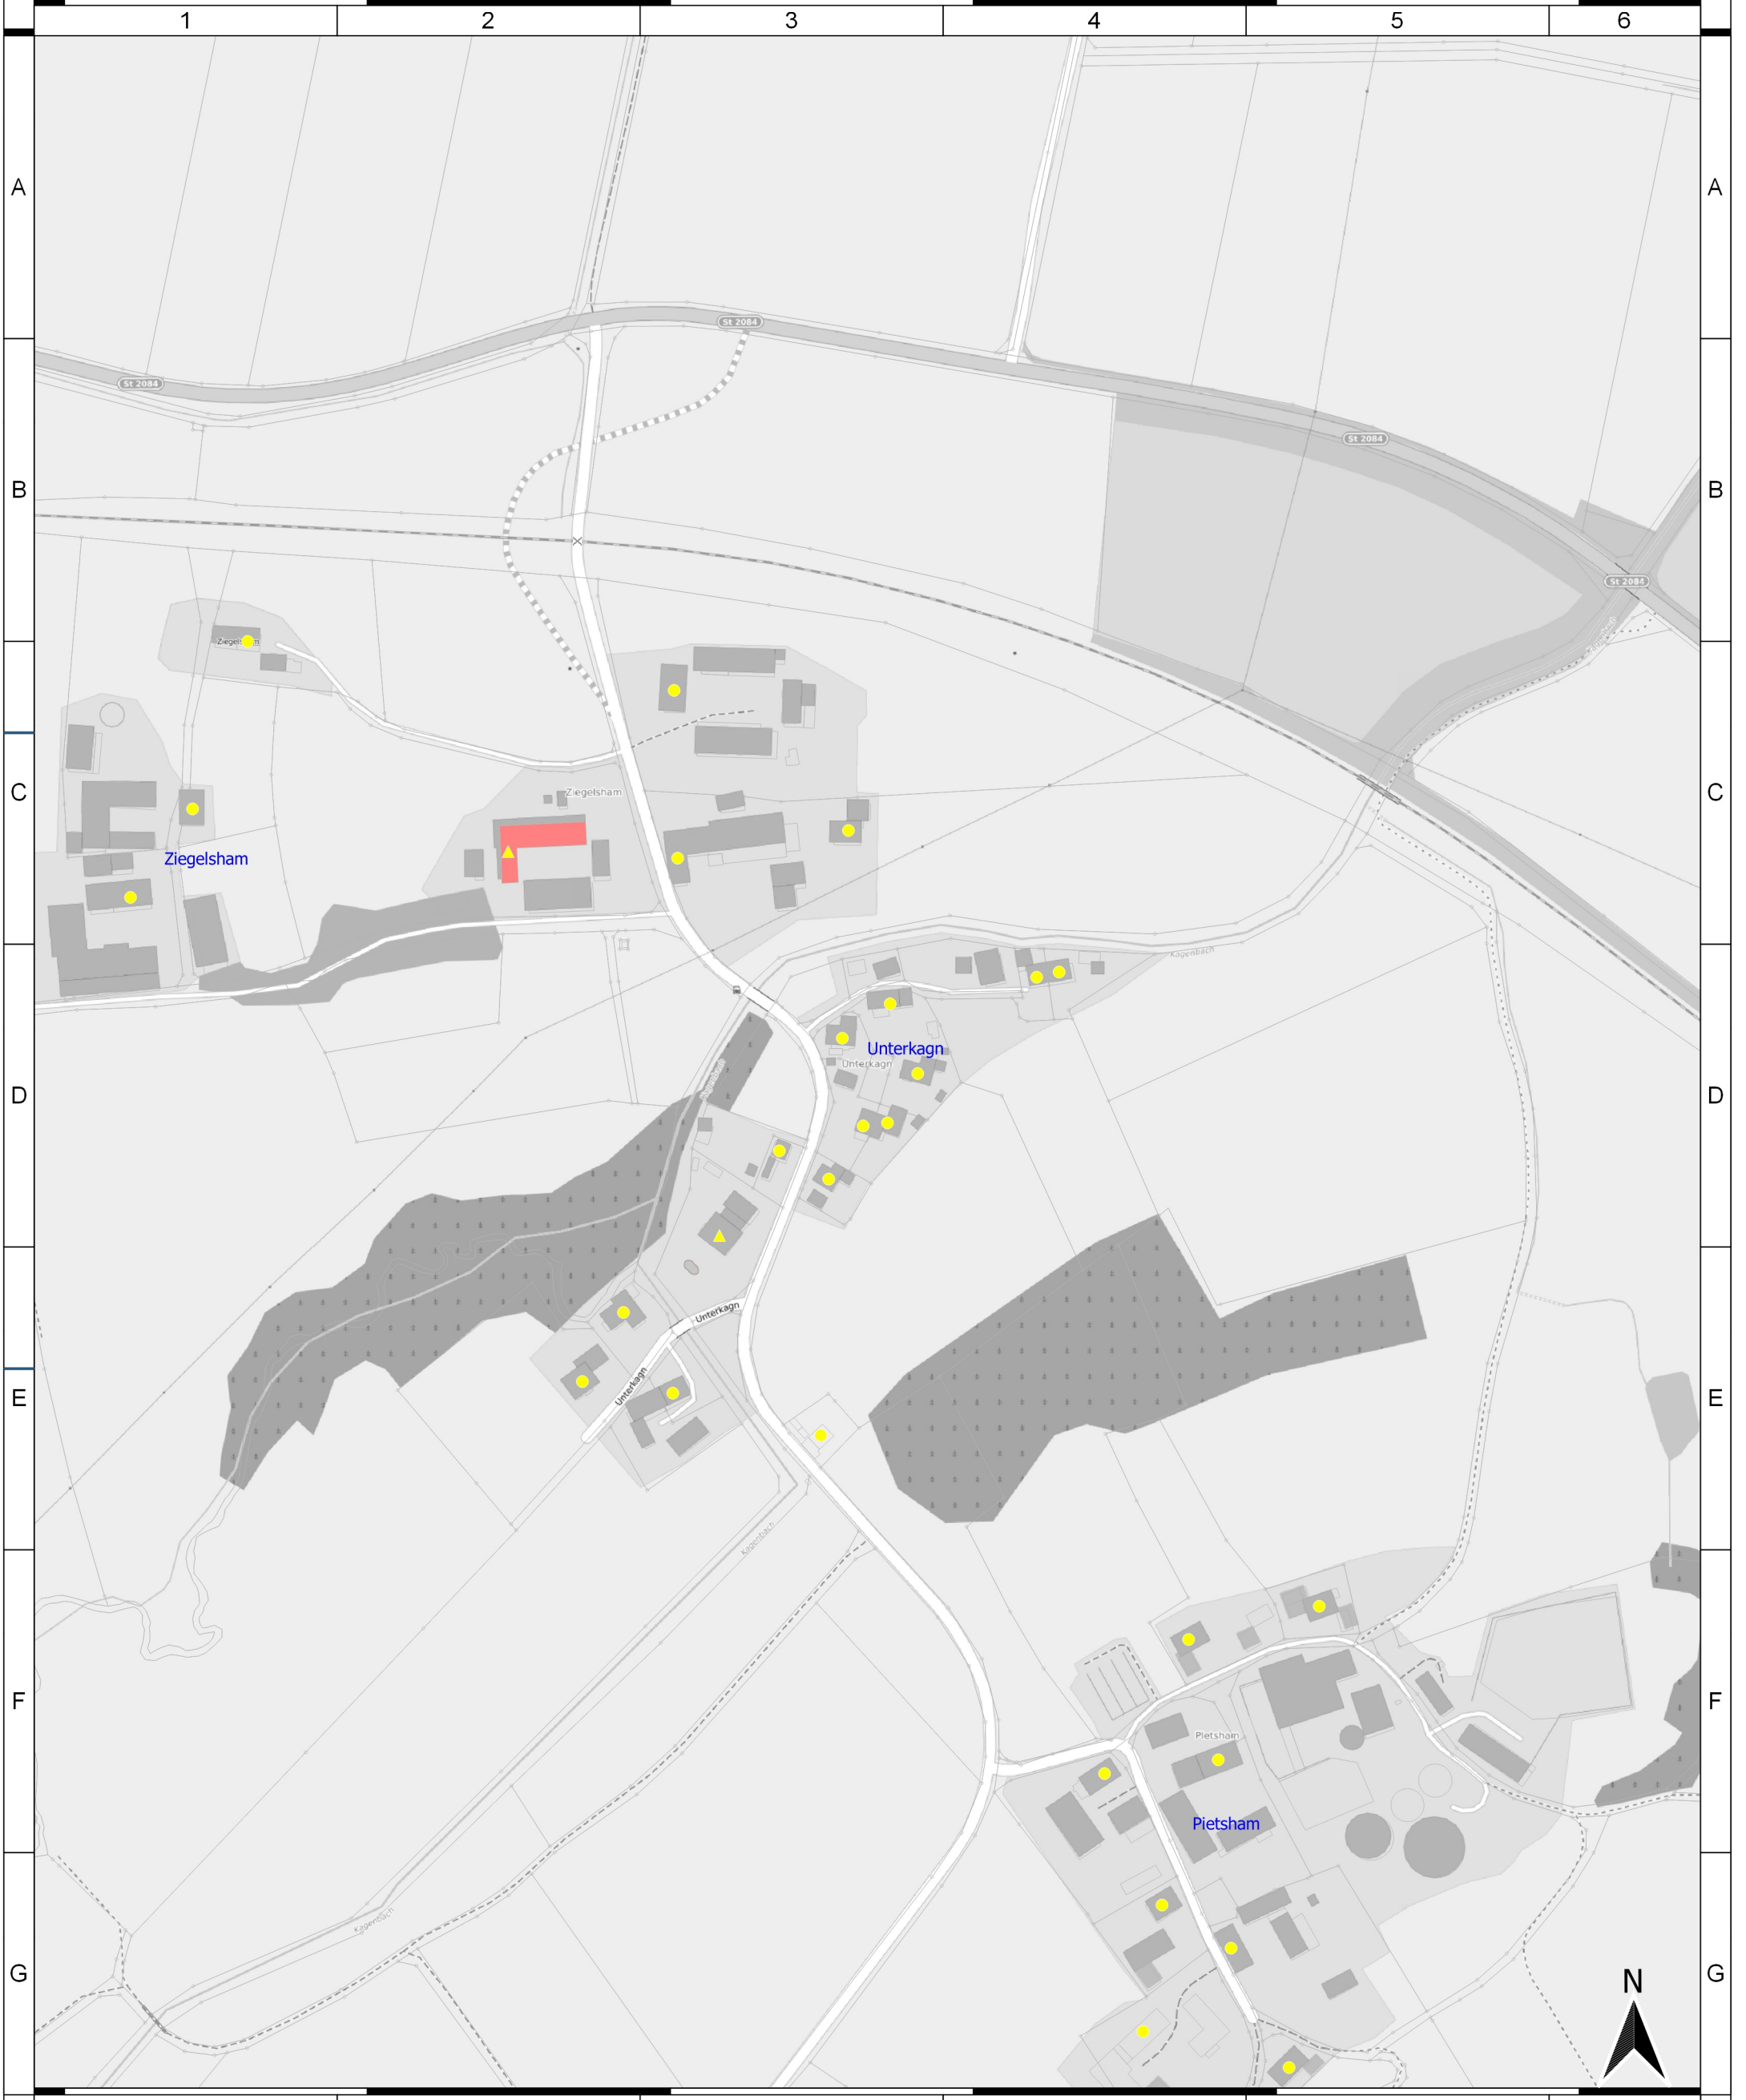 1 2 3 4 5 6
A A
St 2084
St 2084
St 2084
B B
St 2084
C C
Ziegelsham
Ziegelsham
Kagenbach
Unterkagn
Unterkagn
D D
Unterkagn
Unterkagn
E E
Kagenbach
F F
Pietsham
Pietsham
Kagenbach
G G
N